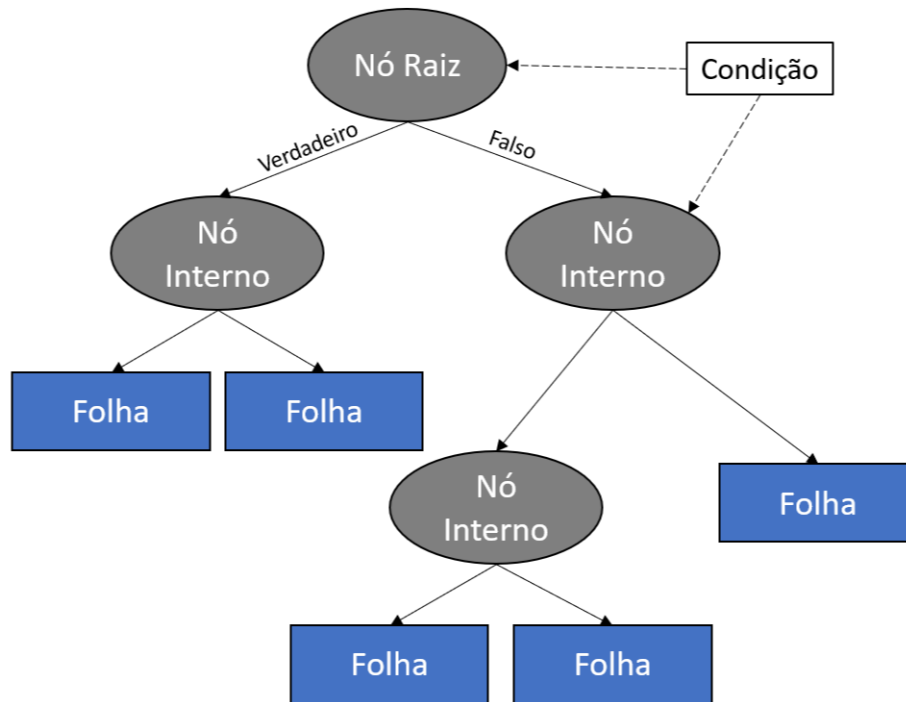 Nó Raiz
Condição
Verdadeiro
Falso
Nó
Interno
Nó
Interno
Folha
Folha
Nó
Interno
Folha
Folha
Folha